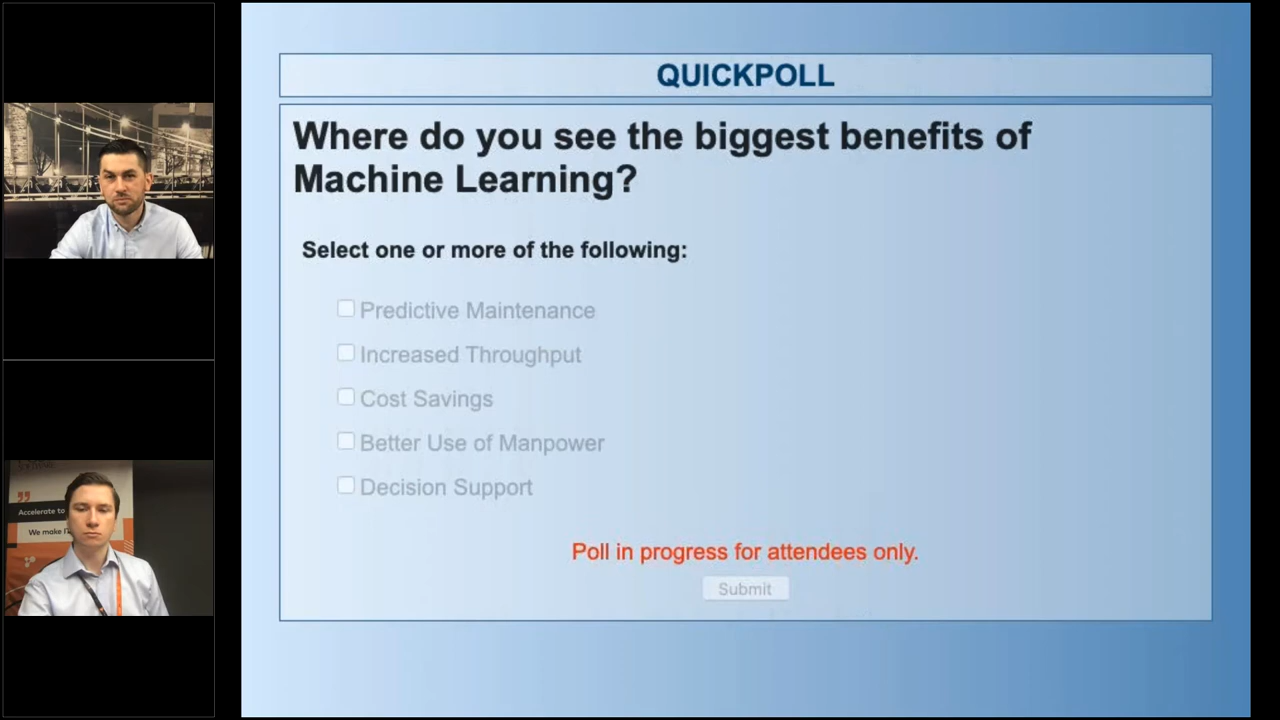 QUICKPOLL
Where do you see the biggest benefits of
Machine Learning?
Select one or more of the following:
Predictive Maintenance
Increased Throughput
Cost Savings
Better Use of Manpower
Decision Support
Poll in progress for attendees only.
Submit
Accelerate to
We make